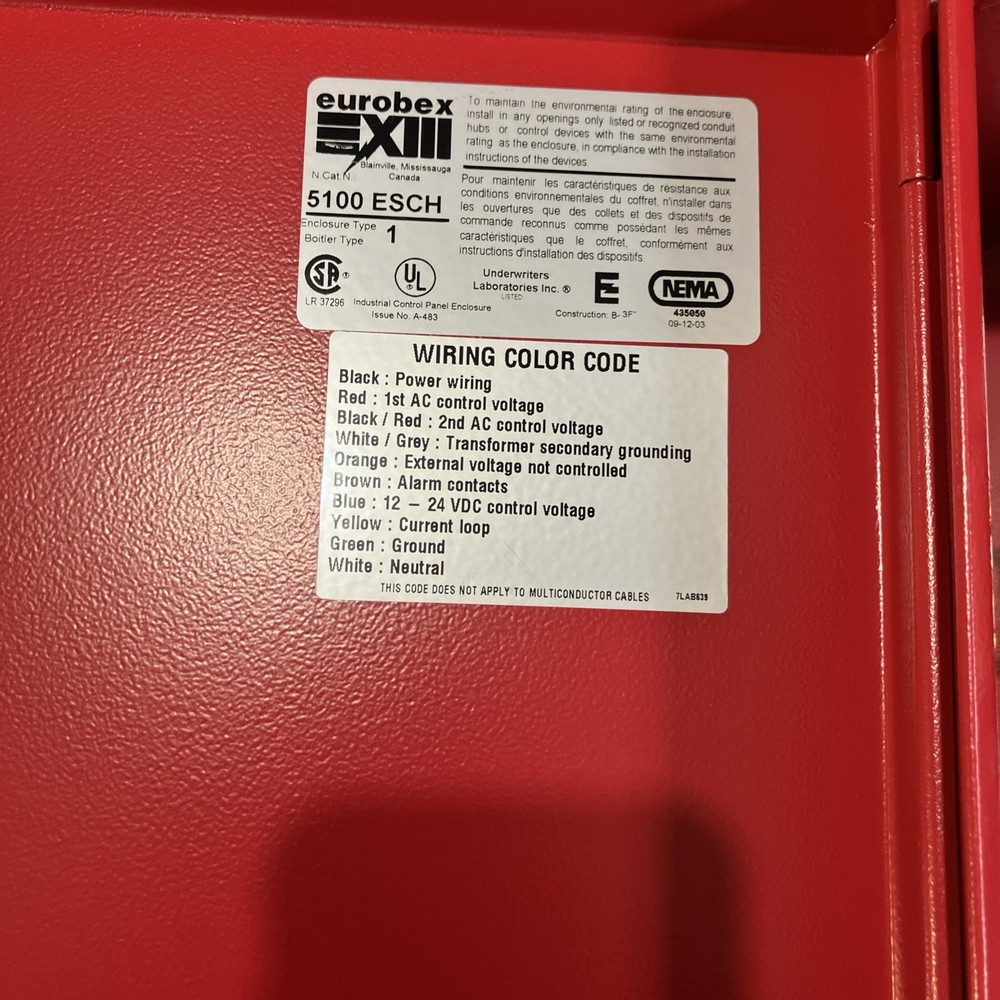 eurobex
EXIII
Blainville, Mississauga
Canada
N.Cat.N.
5100 ESCH
Enclosure Type
Boitier Type
1
To maintain the environmental rating of the enclosure,
install in any openings only listed or recognized conduit
hubs or control devices with the same environmental
rating as the enclosure, in compliance with the installation
instructions of the devices.
Pour maintenir les caractéristiques de résistance aux
conditions environnementales du coffret, n'installer dans
les ouvertures que des collets et des dispositifs de
commande reconnus comme possédant les mêmes
caractéristiques que le coffret, conformément aux
instructions d'installation des dispositifs.
SA ®
LR 37296
UL ®
Underwriters
Laboratories Inc. ®
LISTED
Industrial Control Panel Enclosure
Issue No. A-483
E
Construction: B- 3F"
NEMA
435050
09-12-03
WIRING COLOR CODE
Black : Power wiring
Red : 1st AC control voltage
Black / Red : 2nd AC control voltage
White / Grey : Transformer secondary grounding
Orange : External voltage not controlled
Brown : Alarm contacts
Blue : 12 – 24 VDC control voltage
Yellow : Current loop
Green : Ground
White : Neutral
THIS CODE DOES NOT APPLY TO MULTICONDUCTOR CABLES 7LAB639